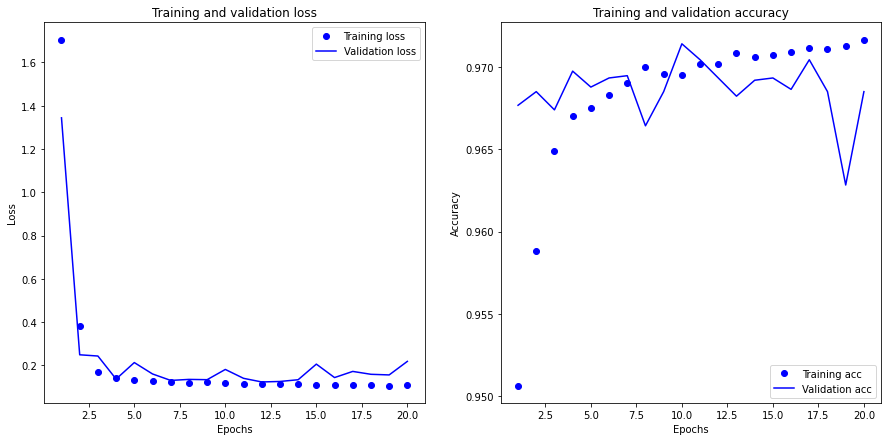 Training and validation loss
Training loss
Validation loss
1.6
1.4
1.2
1.0
0.8
0.6
0.4
0.2
Loss
2.5 5.0 7.5 10.0 12.5 15.0 17.5 20.0
Epochs
Training and validation accuracy
0.970
0.965
0.960
0.955
0.950
Accuracy
Training acc
Validation acc
2.5 5.0 7.5 10.0 12.5 15.0 17.5 20.0
Epochs